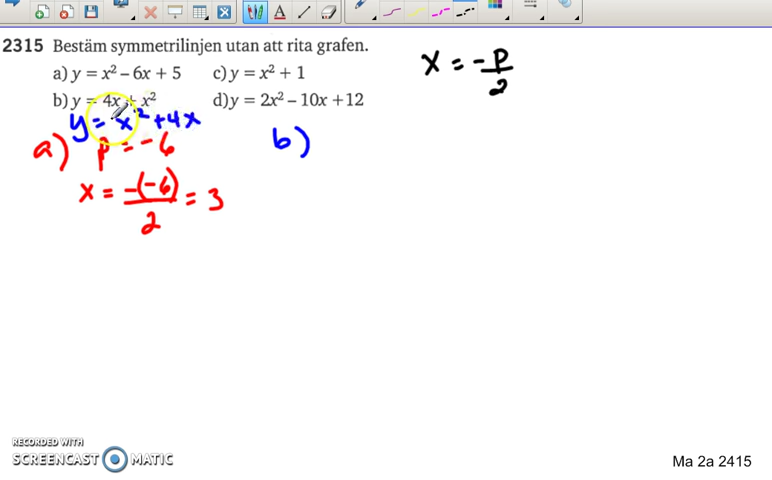 2315 Bestäm symmetrilinjen utan att rita grafen.
a) y = x² − 6x + 5 c) y = x² + 1
b) y = 4x + x² d) y = 2x² − 10x + 12
x = -p/2
y = x² + 4x
a) p = -6
x = -(-6)/2 = 3
b)
RECORDED WITH
SCREENCAST MATIC
Ma 2a 2415